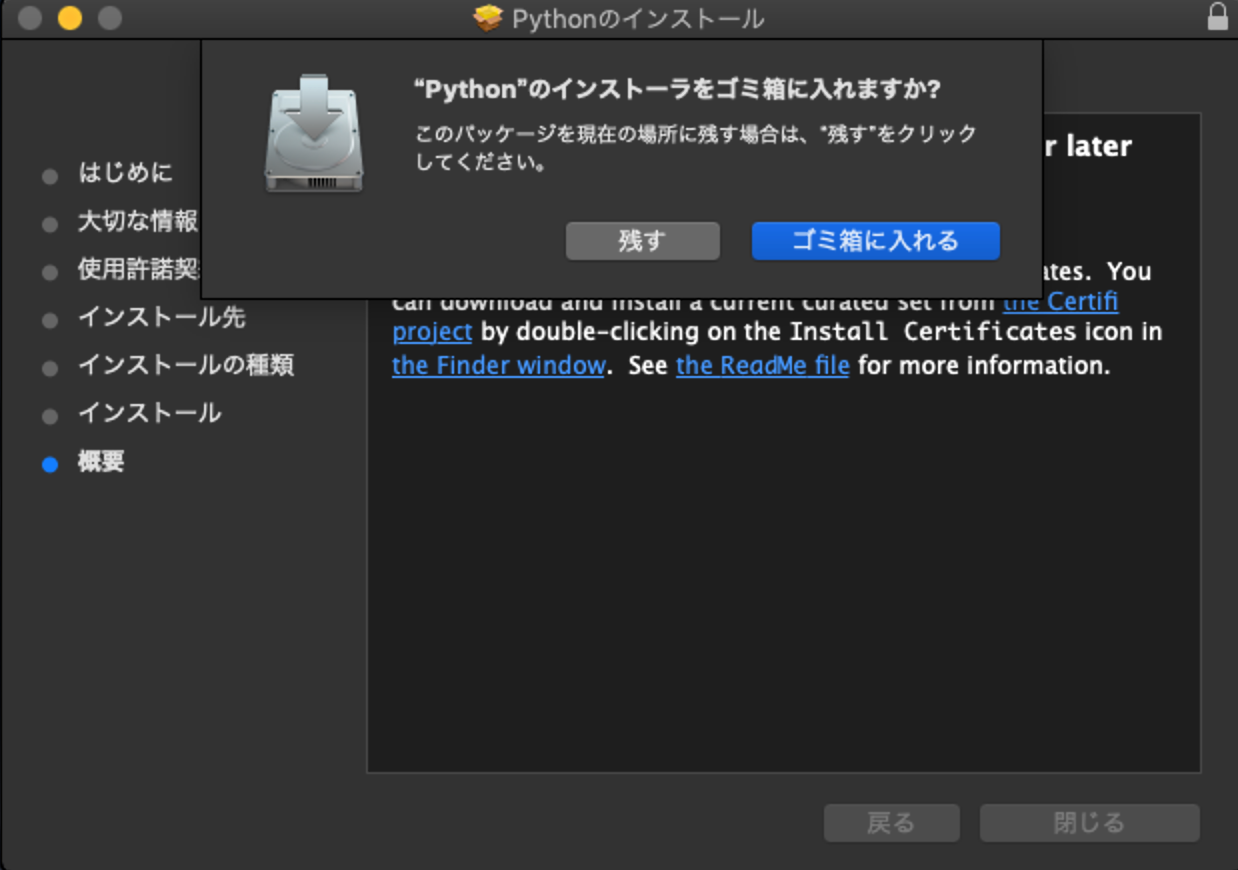 Pythonのインストール
“Python”のインストーラをゴミ箱に入れますか?
このパッケージを現在の場所に残す場合は、"残す"をクリック
してください。
残す
ゴミ箱に入れる
はじめに
大切な情報
使用許諾契
インストール先
インストールの種類
インストール
概要
r later
ates. You
can download and install a current curated set from the Certifi
project by double-clicking on the Install Certificates icon in
the Finder window. See the ReadMe file for more information.
戻る
閉じる